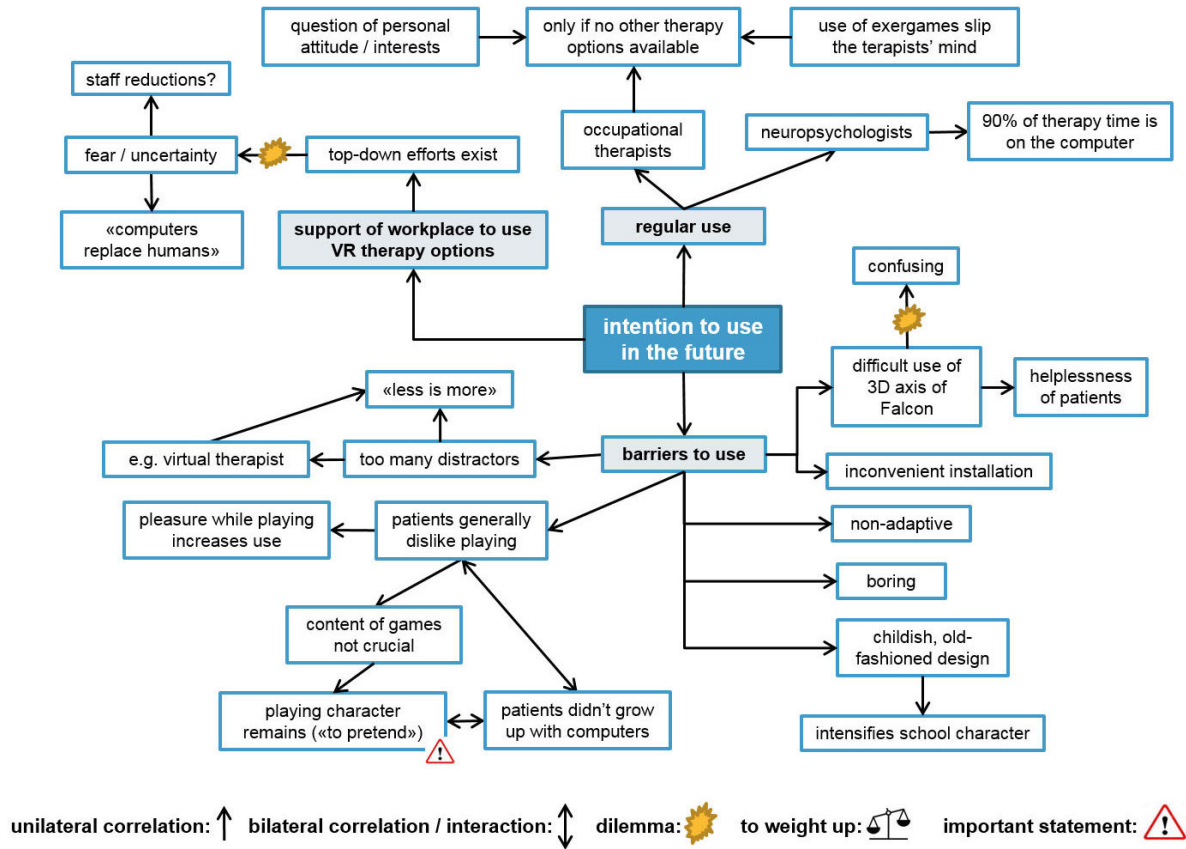 question of personal
attitude / interests
only if no other therapy
options available
use of exergames slip
the terapists' mind
staff reductions?
occupational
therapists
neuropsychologists
90% of therapy time is
on the computer
fear / uncertainty
top-down efforts exist
«computers
replace humans»
support of workplace to use
VR therapy options
regular use
confusing
intention to use
in the future
difficult use of
3D axis of
Falcon
helplessness
of patients
«less is more»
e.g. virtual therapist
too many distractors
barriers to use
inconvenient installation
pleasure while playing
increases use
patients generally
dislike playing
non-adaptive
boring
content of games
not crucial
childish, old-
fashioned design
playing character
remains («to pretend»)
patients didn't grow
up with computers
intensifies school character
unilateral correlation:
bilateral correlation / interaction:
dilemma:
to weight up:
important statement: